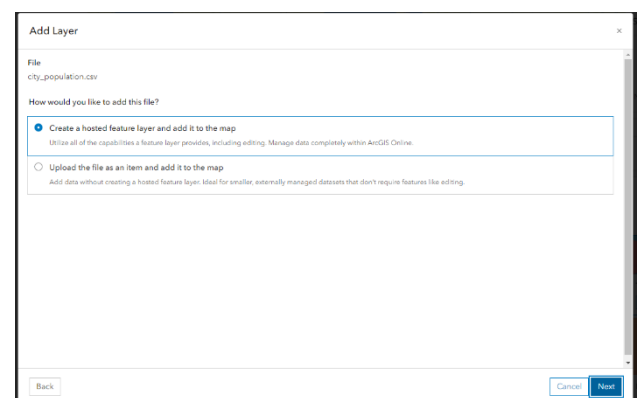 Add Layer
×
File
city_population.csv
How would you like to add this file?
Create a hosted feature layer and add it to the map
Utilize all of the capabilities a feature layer provides, including editing. Manage data completely within ArcGIS Online.
Upload the file as an item and add it to the map
Add data without creating a hosted feature layer. Ideal for smaller, externally managed datasets that don't require features like editing.
Back
Cancel
Next